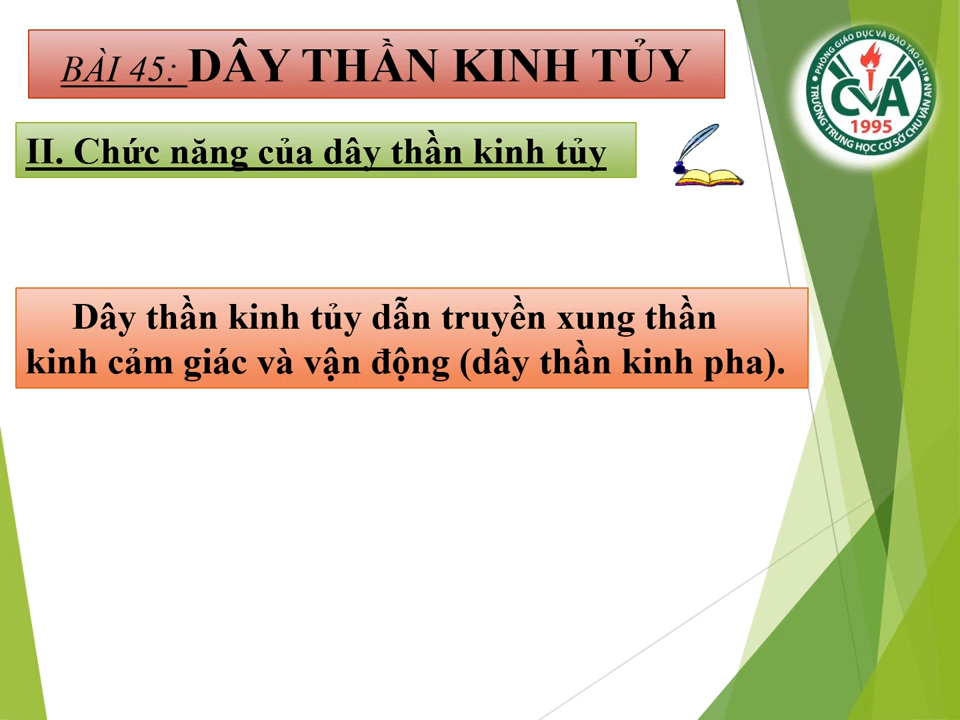 BÀI 45: DÂY THẦN KINH TỦY
PHÒNG GIÁO DỤC VÀ ĐÀO TẠO Q.11
CVA
1995
TRƯỜNG TRUNG HỌC CƠ SỞ CHU VĂN AN
II. Chức năng của dây thần kinh tủy
Dây thần kinh tủy dẫn truyền xung thần
kinh cảm giác và vận động (dây thần kinh pha).